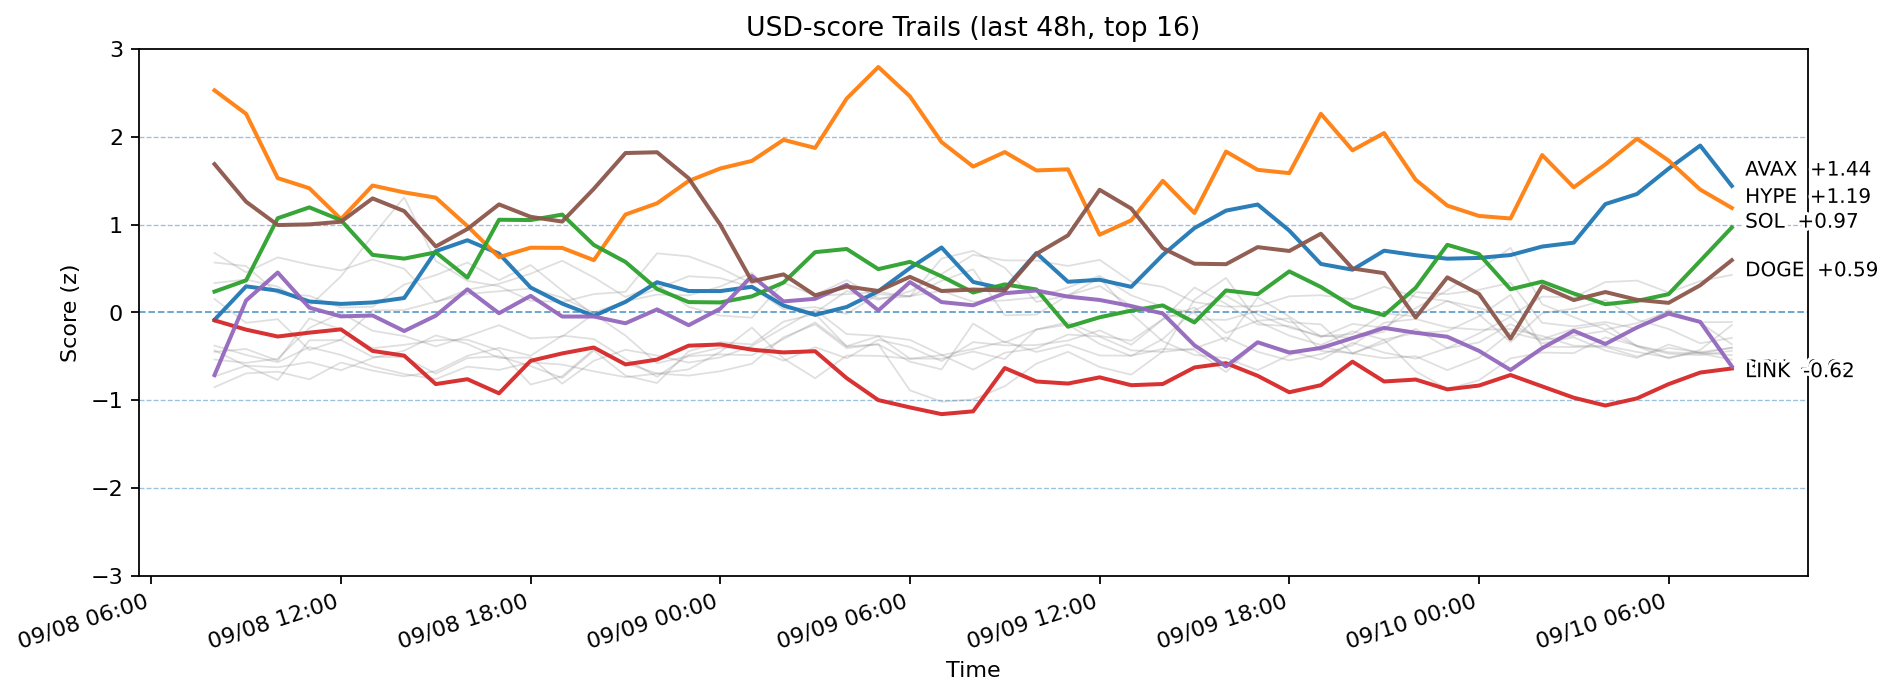 USD-score Trails (last 48h, top 16)
3
2
1
0
−1
−2
−3
Score (z)
AVAX +1.44
HYPE +1.19
SOL +0.97
DOGE +0.59
LINK -0.62
09/08 06:00
09/08 12:00
09/08 18:00
09/09 00:00
09/09 06:00
09/09 12:00
09/09 18:00
09/10 00:00
09/10 06:00
Time